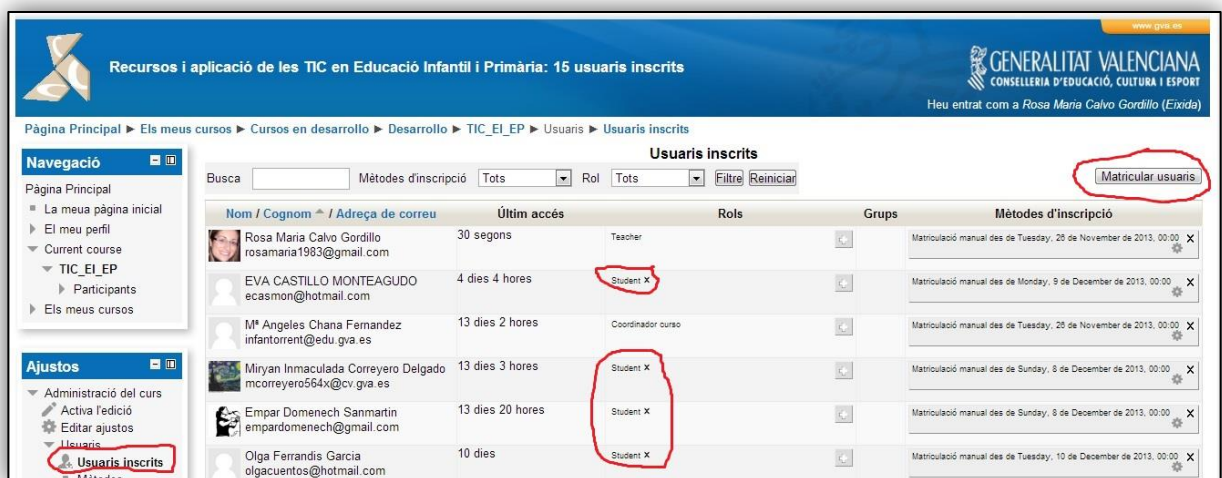 www.gva.es
Recursos i aplicació de les TIC en Educació Infantil i Primària: 15 usuaris inscrits
GENERALITAT VALENCIANA
CONSELLERIA D'EDUCACIÓ, CULTURA I ESPORT
Heu entrat com a Rosa Maria Calvo Gordillo (Eixida)
Pàgina Principal ► Els meus cursos ► Cursos en desarrollo ► Desarrollo ► TIC_EI_EP ► Usuaris ► Usuaris inscrits
Navegació
Pàgina Principal
La meua pàgina inicial
El meu perfil
Current course
TIC_EI_EP
Participants
Els meus cursos
Ajustos
Administració del curs
Activa l'edició
Editar ajustos
Usuaris
Usuaris inscrits
Mètodes
Usuaris inscrits
Busca Mètodes d'inscripció Tots Rol Tots Filtre Reiniciar
Matricular usuaris
Nom / Cognom / Adreça de correu Últim accés Rols Grups Mètodes d'inscripció
Rosa Maria Calvo Gordillo 30 segons Teacher Matriculació manual des de Tuesday, 26 de November de 2013, 00:00 X
rosamaria1983@gmail.com
EVA CASTILLO MONTEAGUDO 4 dies 4 hores Student X Matriculació manual des de Monday, 9 de December de 2013, 00:00 X
ecasmon@hotmail.com
Mª Angeles Chana Fernandez 13 dies 2 hores Coordinador curso Matriculació manual des de Tuesday, 26 de November de 2013, 00:00 X
infantorrent@edu.gva.es
Miryan Inmaculada Correyero Delgado 13 dies 3 hores Student X Matriculació manual des de Sunday, 8 de December de 2013, 00:00 X
mcorreyero564x@cv.gva.es
Empar Domenech Sanmartin 13 dies 20 hores Student X Matriculació manual des de Sunday, 8 de December de 2013, 00:00 X
empardomenech@gmail.com
Olga Ferrandis Garcia 10 dies Student X Matriculació manual des de Tuesday, 10 de December de 2013, 00:00 X
olgacuentos@hotmail.com